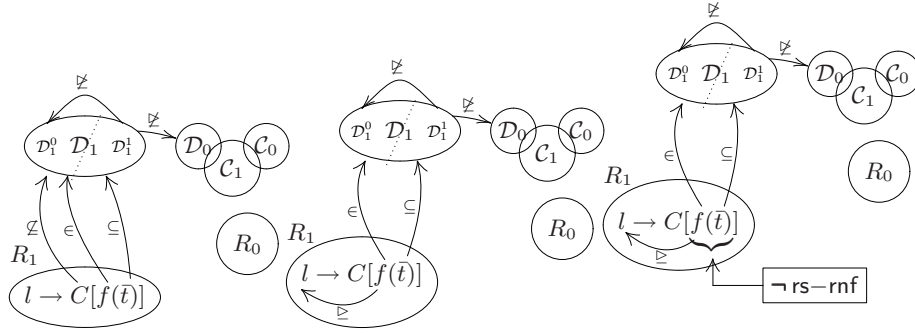 ⋭
⋭
𝒟₁⁰ 𝒟₁ 𝒟₁¹
𝒟₀ 𝒞₁ 𝒞₀
⊈ ∈ ⊆
R₁
R₀
l → C[f(t̄)]
⋭
⋭
𝒟₁⁰ 𝒟₁ 𝒟₁¹
𝒟₀ 𝒞₁ 𝒞₀
∈ ⊆
R₁
R₀
l → C[f(t̄)]
⊵
⋭
⋭
𝒟₁⁰ 𝒟₁ 𝒟₁¹
𝒟₀ 𝒞₁ 𝒞₀
∈ ⊆
R₁
R₀
l → C[f(t̄)]
⊵
¬ rs−rnf